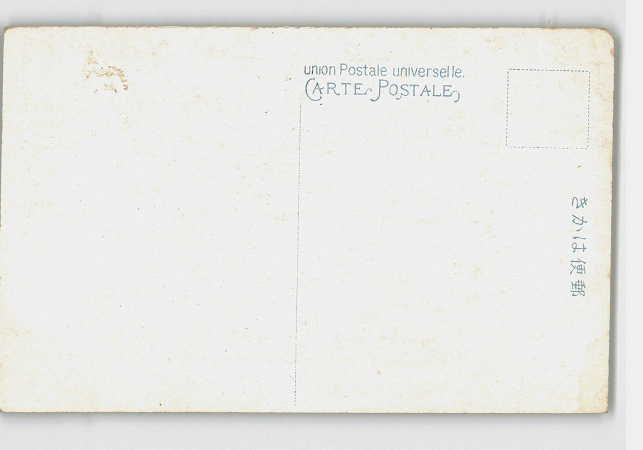 union Postale universelle.
CARTE POSTALE
きかは便郵